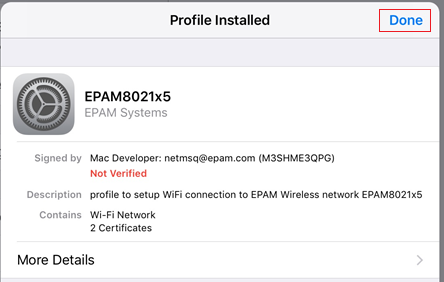 Profile Installed
Done
EPAM8021x5
EPAM Systems
Signed by Mac Developer: netmsq@epam.com (M3SHME3QPG)
Not Verified
Description profile to setup WiFi connection to EPAM Wireless network EPAM8021x5
Contains Wi-Fi Network
2 Certificates
More Details